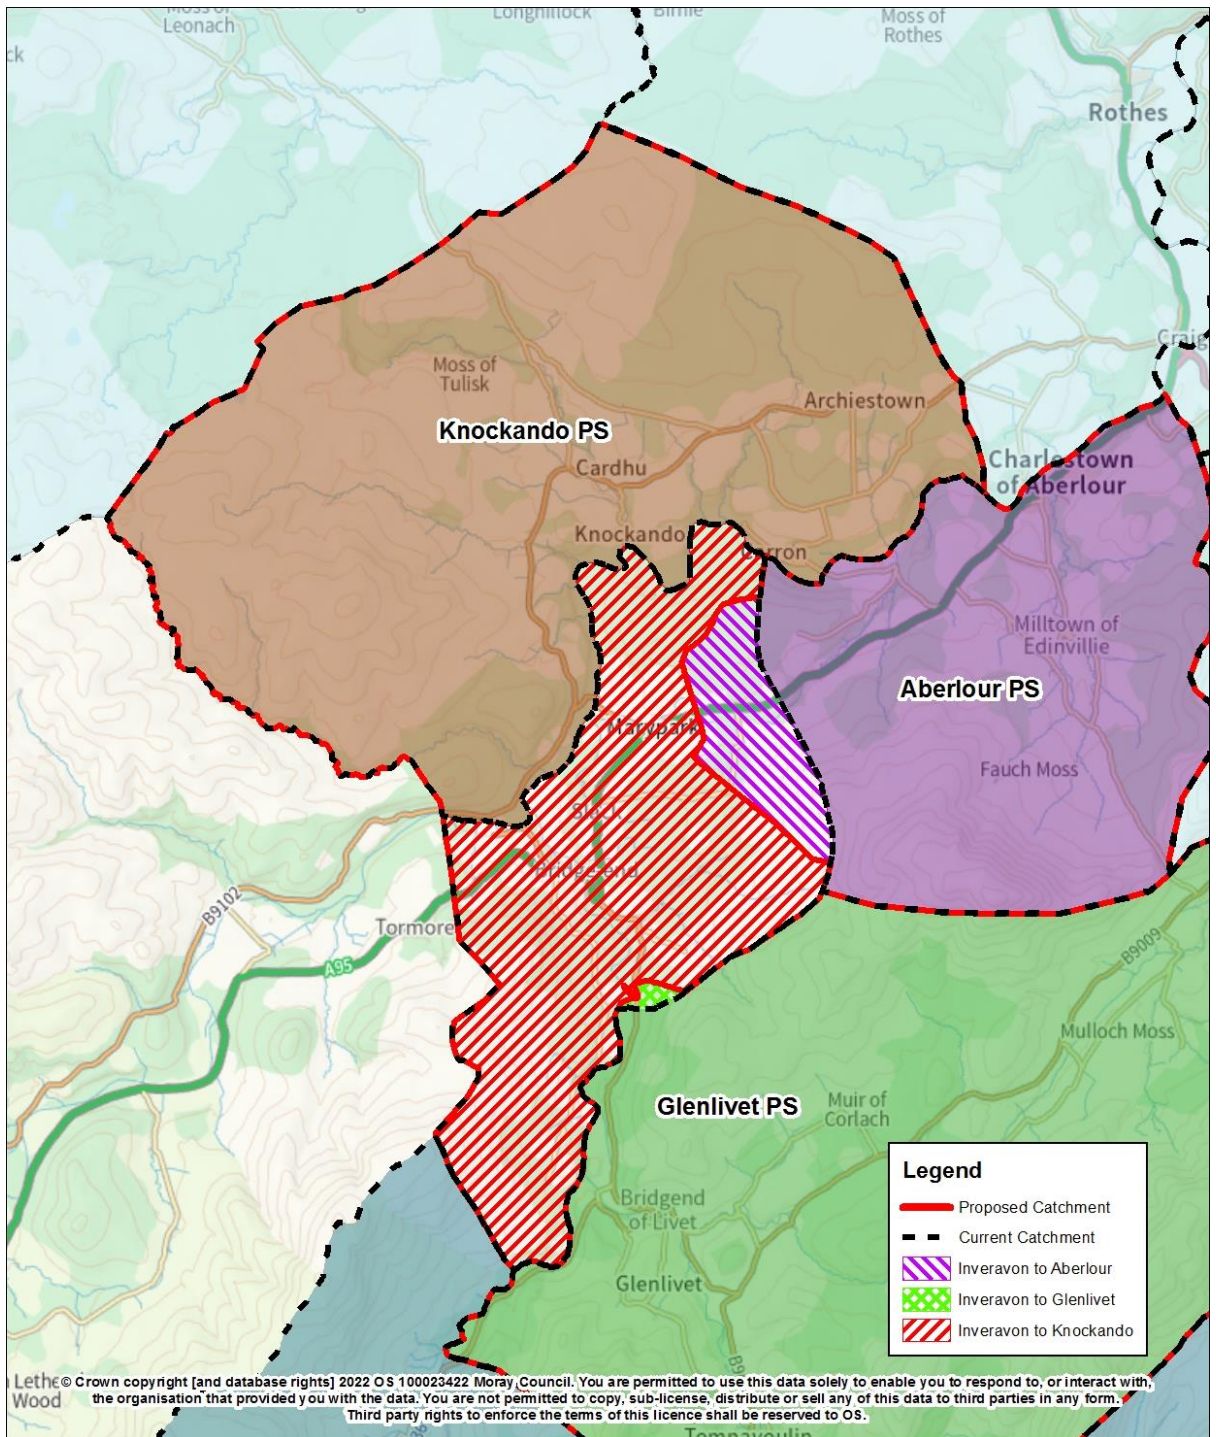 Moss of
Leonach
Longhillock
Birnie
Moss of
Rothes
ck
Rothes
Craig
Moss of
Tulisk
Archiestown
Knockando PS
Cardhu
Charlestown
of Aberlour
Knockando
Carron
Milltown of
Edinvillie
Aberlour PS
Marypark
Fauch Moss
Bridge-end
B9102
Tormore
A95
B9009
Mulloch Moss
Glenlivet PS
Muir of
Corlach
Bridgend
of Livet
Glenlivet
Legend
Proposed Catchment
Current Catchment
Inveravon to Aberlour
Inveravon to Glenlivet
Inveravon to Knockando
Lethe
Wood
© Crown copyright [and database rights] 2022 OS 100023422 Moray Council. You are permitted to use this data solely to enable you to respond to, or interact with,
the organisation that provided you with the data. You are not permitted to copy, sub-license, distribute or sell any of this data to third parties in any form.
Third party rights to enforce the terms of this licence shall be reserved to OS.
Tomnavoulin